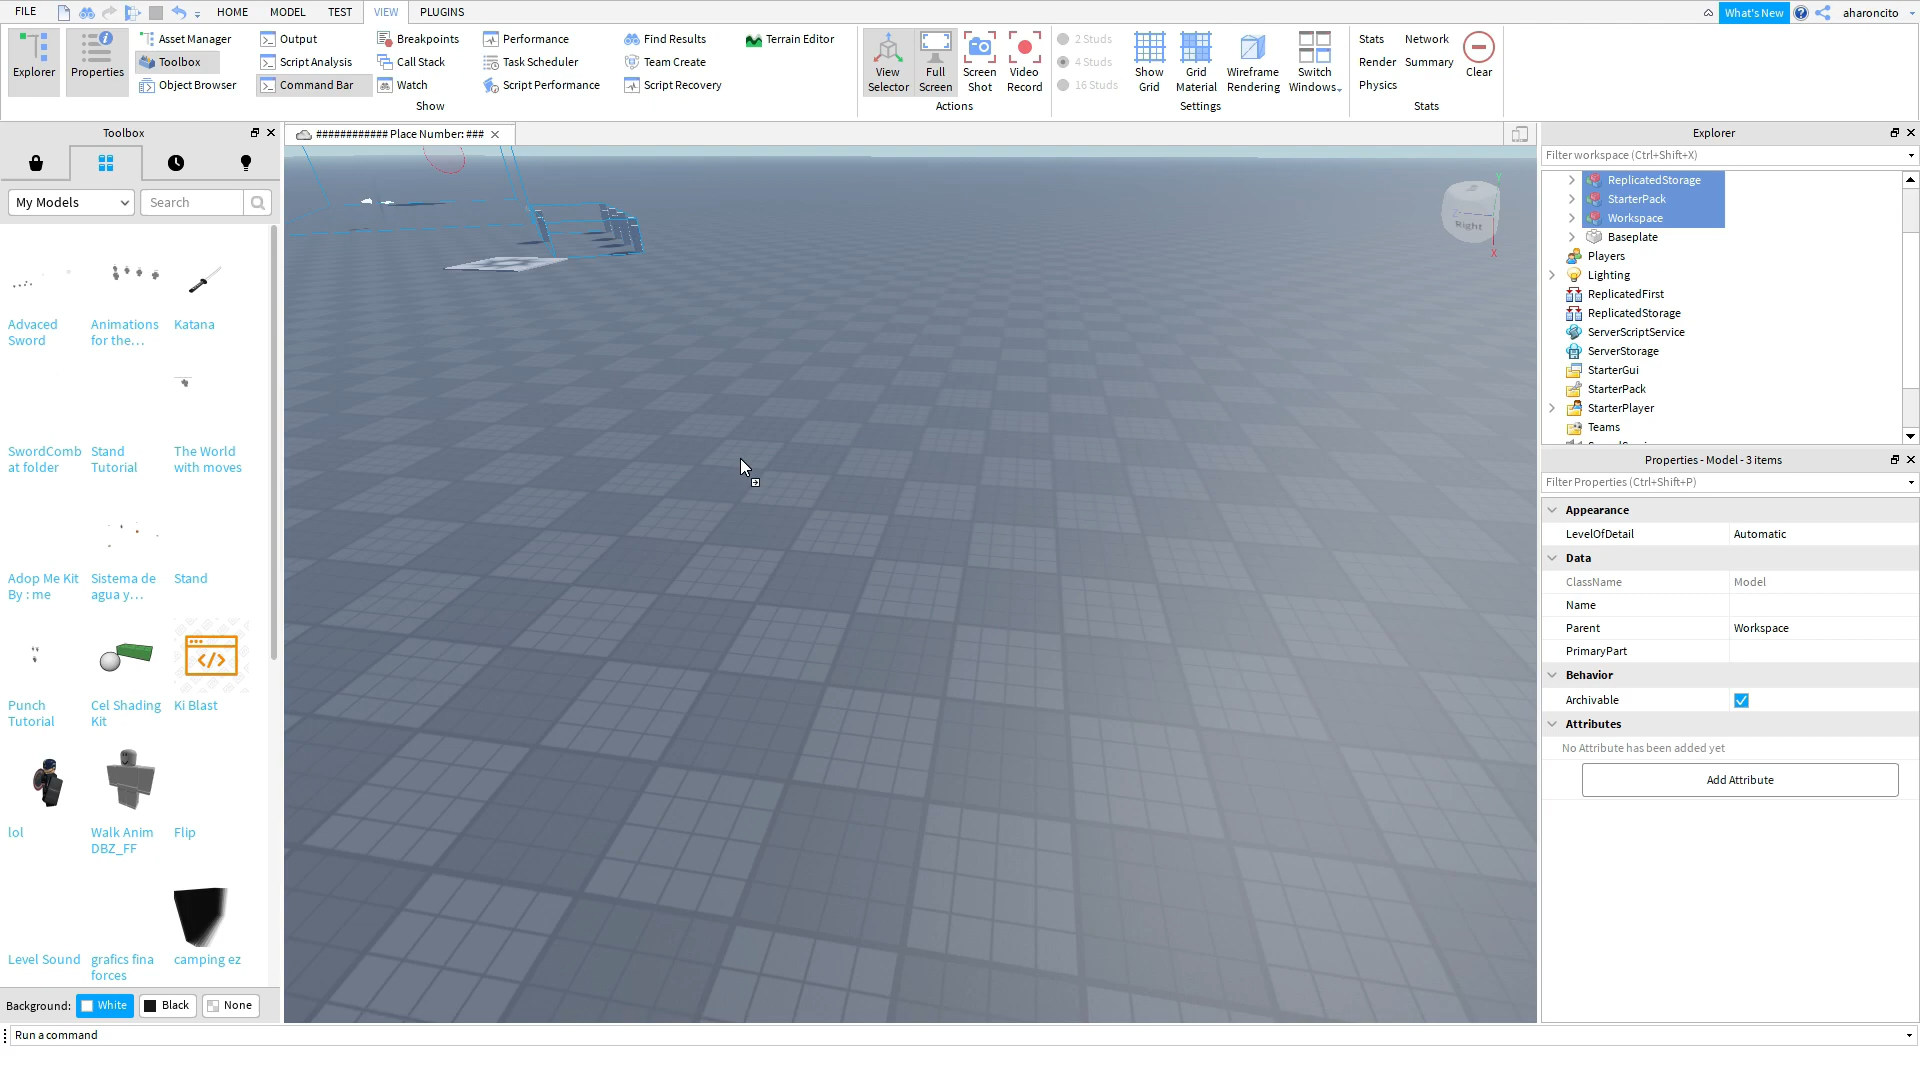 FILE HOME MODEL TEST VIEW PLUGINS What's New aharoncito
Explorer
Properties
Asset Manager
Toolbox
Object Browser
Output
Script Analysis
Command Bar
Breakpoints
Call Stack
Watch
Performance
Task Scheduler
Script Performance
Find Results
Team Create
Script Recovery
Terrain Editor
Show
View Selector
Full Screen
Screen Shot
Video Record
Actions
2 Studs
4 Studs
16 Studs
Show Grid
Grid Material
Wireframe Rendering
Switch Windows
Settings
Stats
Render
Physics
Network
Summary
Clear
Stats
Toolbox
My Models
Search
Advaced Sword
Animations for the...
Katana
SwordComb at folder
Stand Tutorial
The World with moves
Adop Me Kit By : me
Sistema de agua y...
Stand
Punch Tutorial
Cel Shading Kit
Ki Blast
lol
Walk Anim DBZ_FF
Flip
Level Sound
grafics fina forces
camping ez
Background: White Black None
############ Place Number: ###
Y
Z
Right
X
Explorer
Filter workspace (Ctrl+Shift+X)
ReplicatedStorage
StarterPack
Workspace
Baseplate
Players
Lighting
ReplicatedFirst
ReplicatedStorage
ServerScriptService
ServerStorage
StarterGui
StarterPack
StarterPlayer
Teams
Properties - Model - 3 items
Filter Properties (Ctrl+Shift+P)
Appearance
LevelOfDetail Automatic
Data
ClassName Model
Name
Parent Workspace
PrimaryPart
Behavior
Archivable
Attributes
No Attribute has been added yet
Add Attribute
Run a command